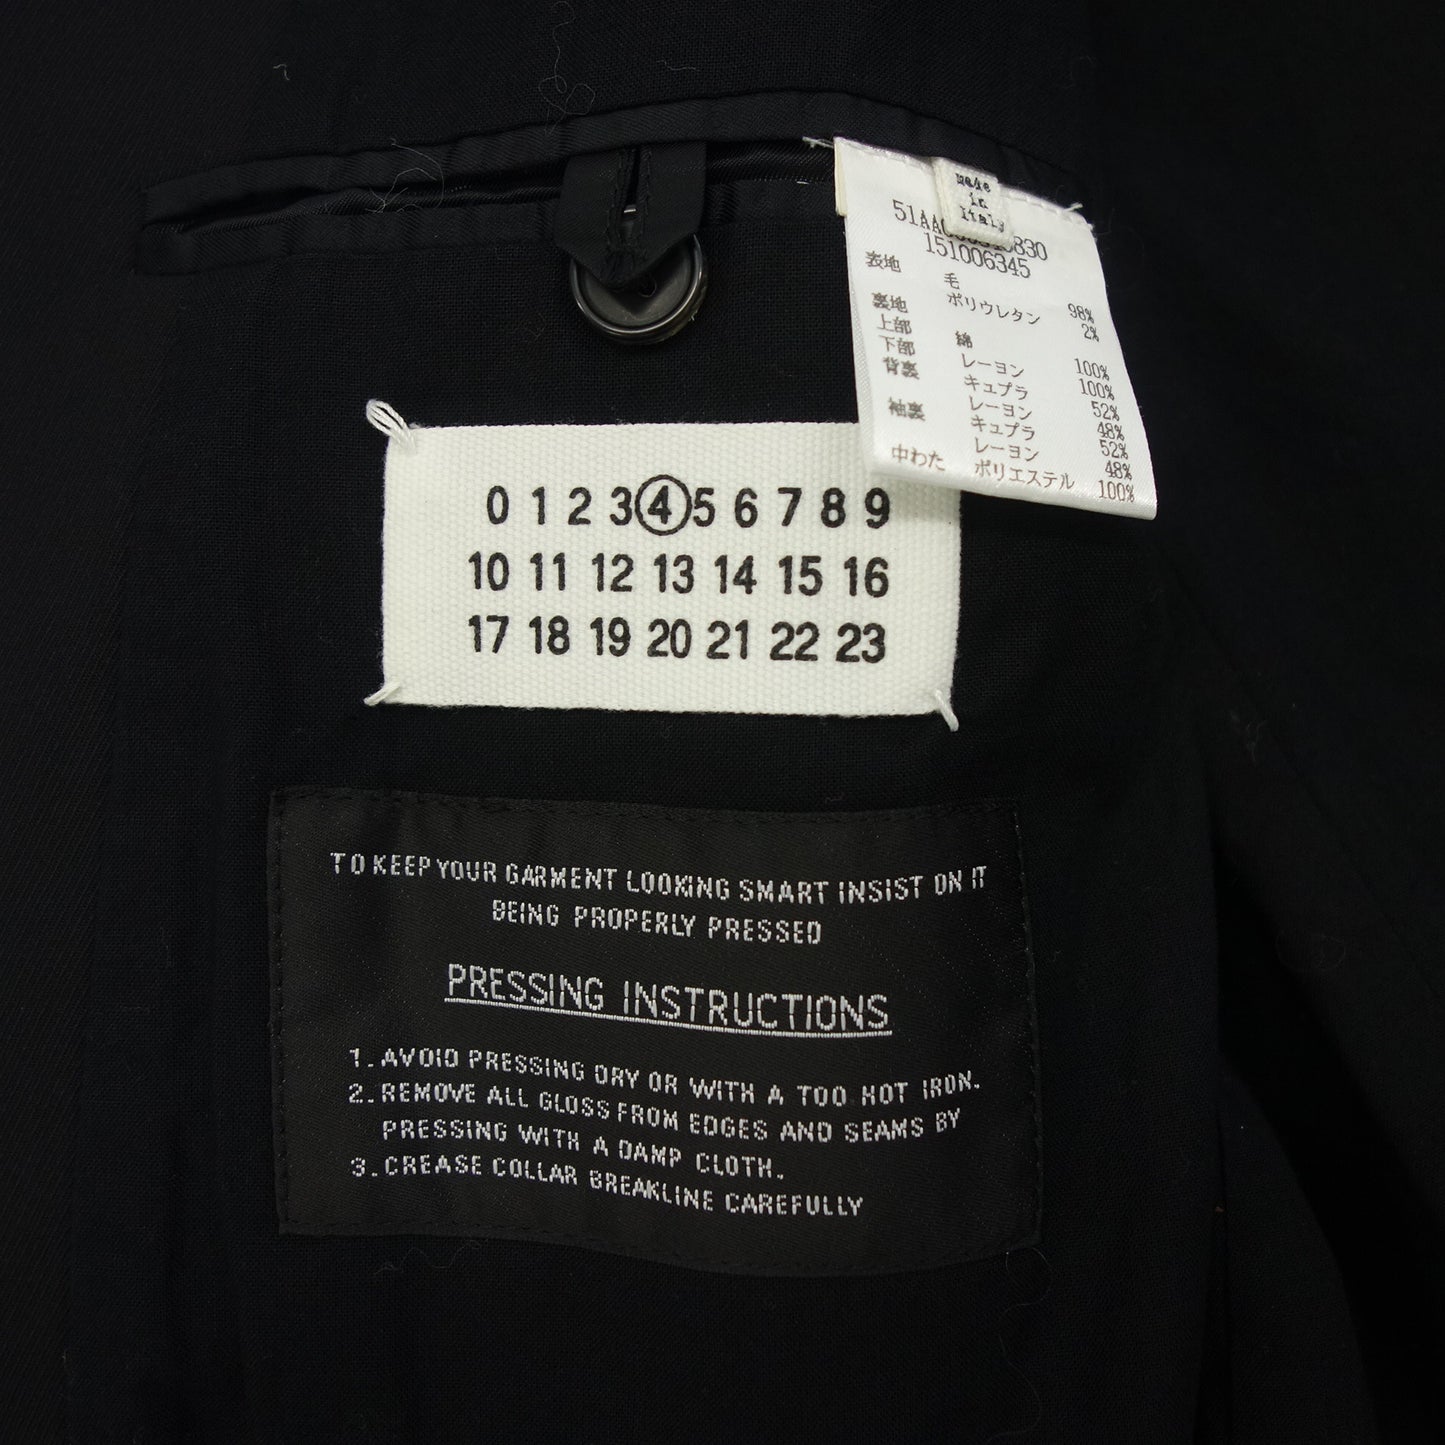 made
in
Italy
151006345
表地 毛 98%
ポリウレタン 2%
裏地
上部 綿 100%
下部 レーヨン 100%
背裏 キュプラ 52%
レーヨン 48%
袖裏 キュプラ 52%
レーヨン 48%
中わた ポリエステル 100%
0 1 2 3 4 5 6 7 8 9
10 11 12 13 14 15 16
17 18 19 20 21 22 23
TO KEEP YOUR GARMENT LOOKING SMART INSIST ON IT
BEING PROPERLY PRESSED
PRESSING INSTRUCTIONS
1. AVOID PRESSING DRY OR WITH A TOO HOT IRON.
2. REMOVE ALL GLOSS FROM EDGES AND SEAMS BY
PRESSING WITH A DAMP CLOTH.
3. CREASE COLLAR BREAKLINE CAREFULLY